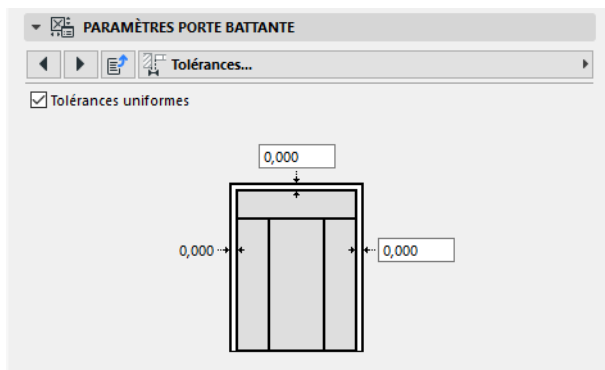 PARAMÈTRES PORTE BATTANTE
Tolérances...
Tolérances uniformes
0,000
0,000 0,000